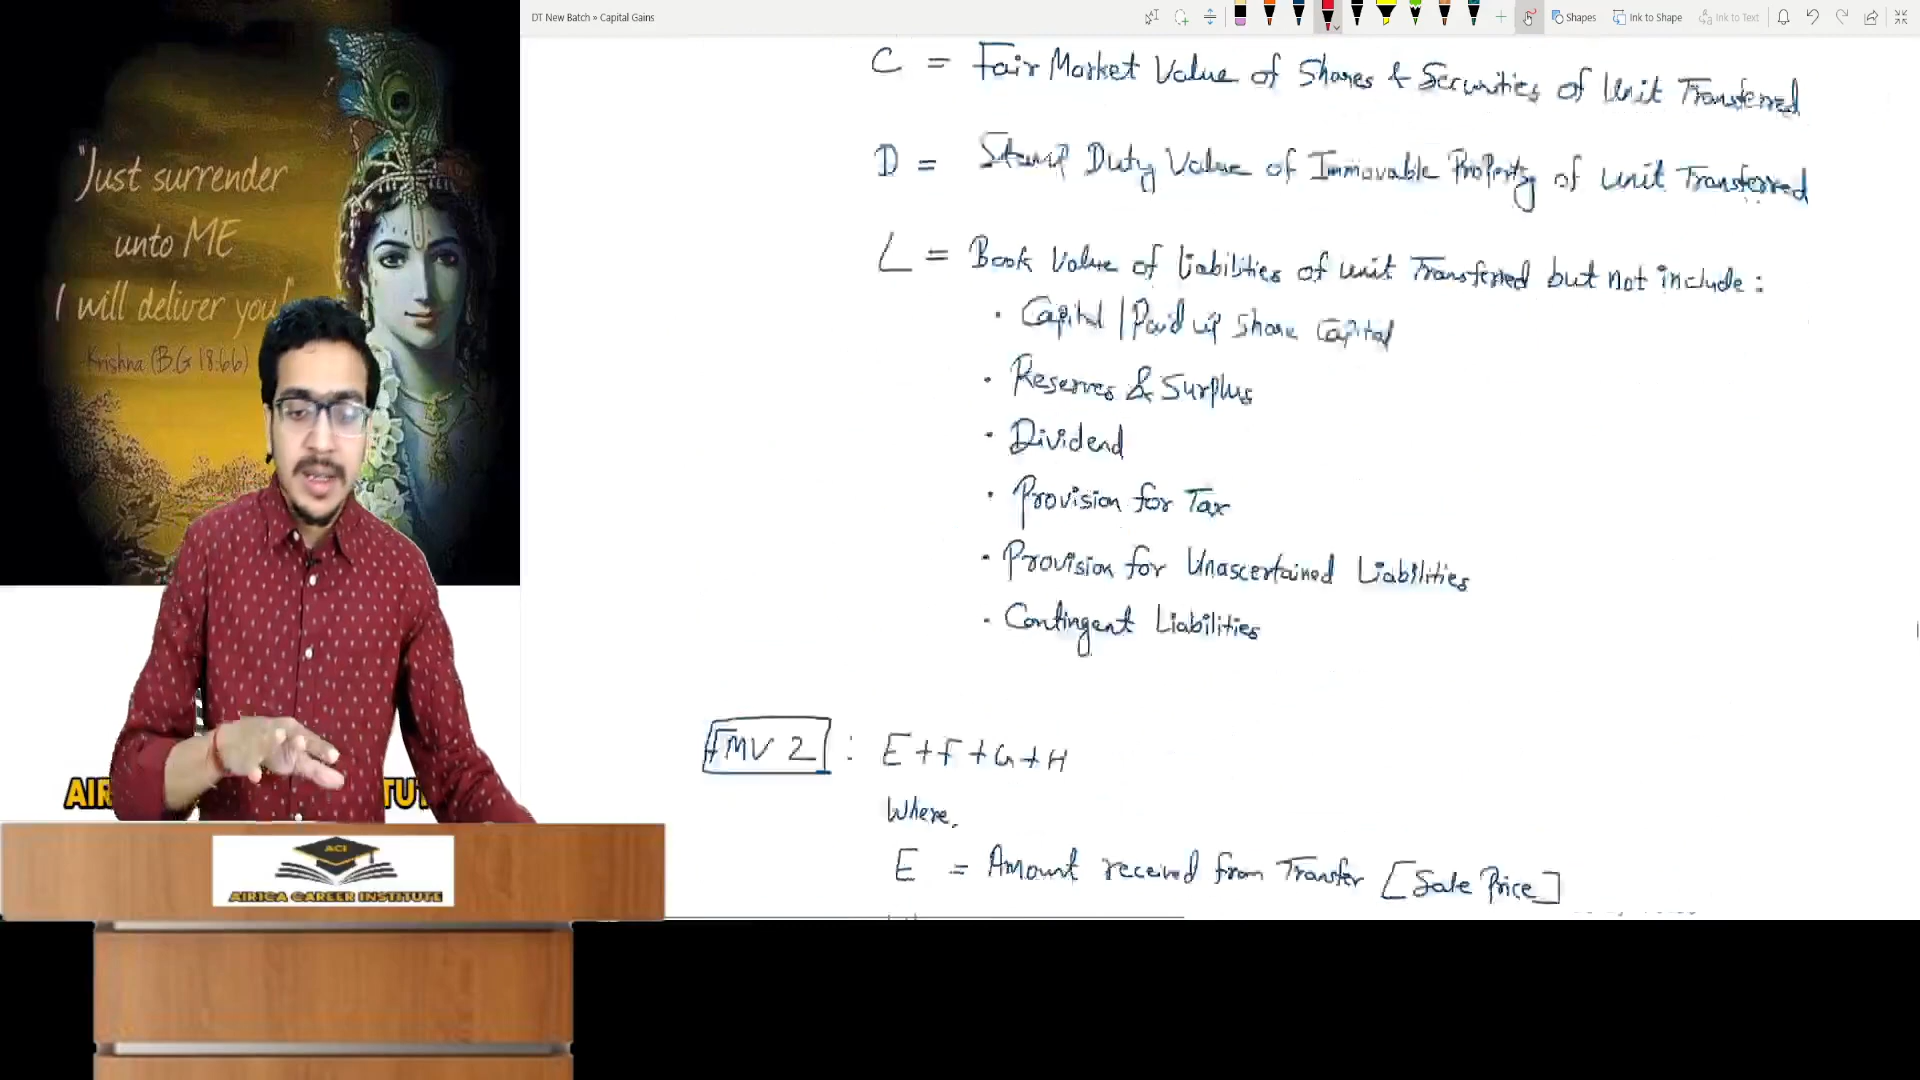 DT New Batch » Capital Gains
Shapes
Ink to Shape
Ink to Text
C = Fair Market Value of Shares & Securities of Unit Transferred
D = Stamp Duty Value of Immovable Property of Unit Transferred
L = Book Value of Liabilities of Unit Transferred but not include :
· Capital | Paid up Share Capital
· Reserves & Surplus
· Dividend
· Provision for Tax
· Provision for Unascertained Liabilities
· Contingent Liabilities
FMV 2 : E + F + G + H
Where,
E = Amount received from Transfer [Sale Price]
"Just surrender
unto ME
I will deliver you!"
-Krishna (B.G 18:66)
ACI
AIRICA CAREER INSTITUTE